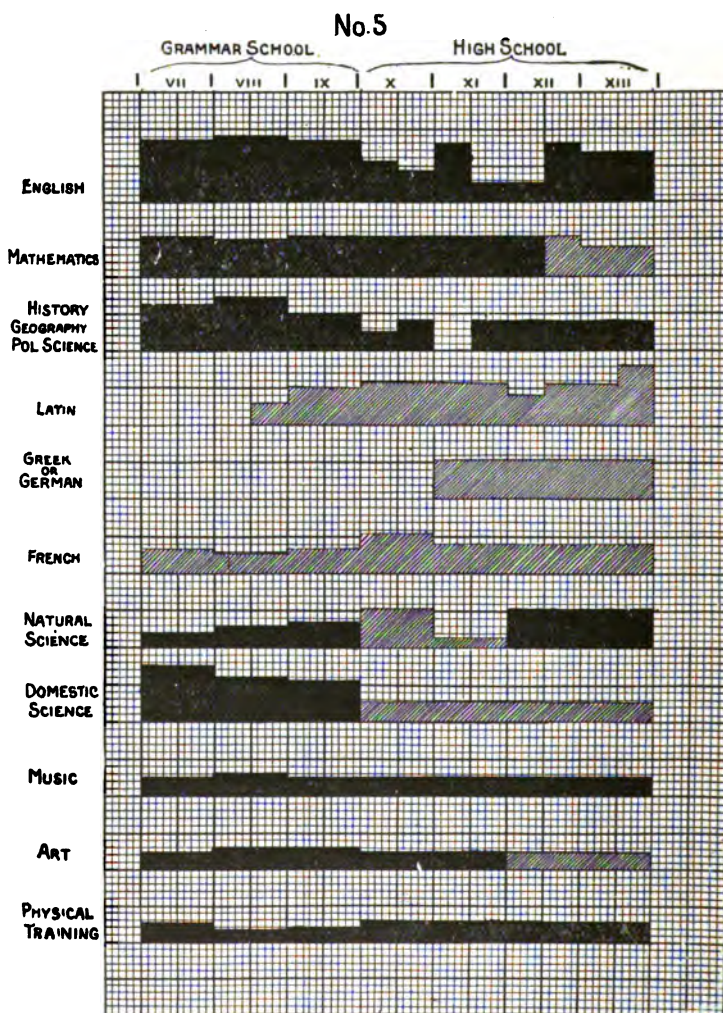 No.5
GRAMMAR SCHOOL HIGH SCHOOL
VII VIII IX X XI XII XIII
ENGLISH
MATHEMATICS
HISTORY
GEOGRAPHY
POL SCIENCE
LATIN
GREEK
OR
GERMAN
FRENCH
NATURAL
SCIENCE
DOMESTIC
SCIENCE
MUSIC
ART
PHYSICAL
TRAINING